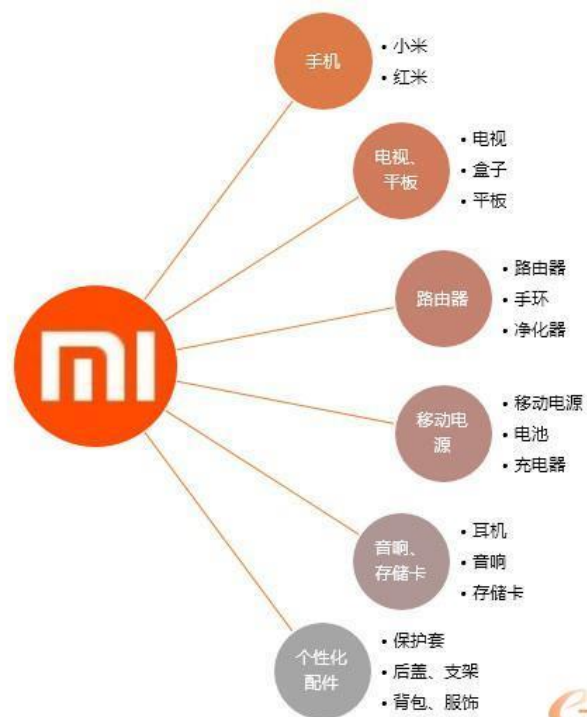 手机
• 小米
• 红米
电视、
平板
• 电视
• 盒子
• 平板
mi
路由器
• 路由器
• 手环
• 净化器
移动电
源
• 移动电源
• 电池
• 充电器
音响、
存储卡
• 耳机
• 音响
• 存储卡
个性化
配件
• 保护套
• 后盖、支架
• 背包、服饰